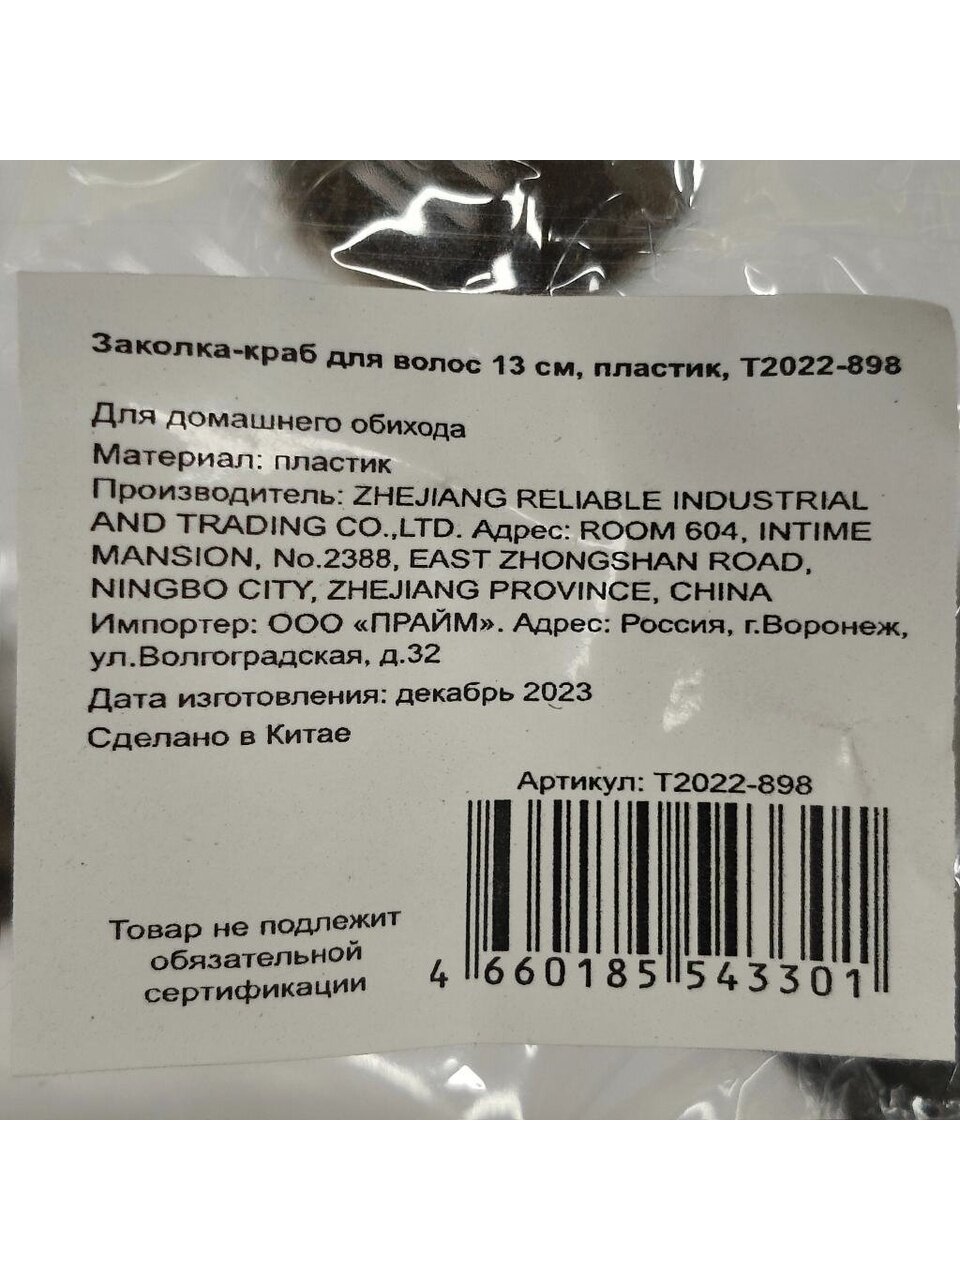 Заколка-краб для волос 13 см, пластик, T2022-898
Для домашнего обихода
Материал: пластик
Производитель: ZHEJIANG RELIABLE INDUSTRIAL
AND TRADING CO.,LTD. Адрес: ROOM 604, INTIME
MANSION, No.2388, EAST ZHONGSHAN ROAD,
NINGBO CITY, ZHEJIANG PROVINCE, CHINA
Импортер: ООО «ПРАЙМ». Адрес: Россия, г.Воронеж,
ул.Волгоградская, д.32
Дата изготовления: декабрь 2023
Сделано в Китае
Артикул: T2022-898
Товар не подлежит
обязательной
сертификации
4 660185 543301